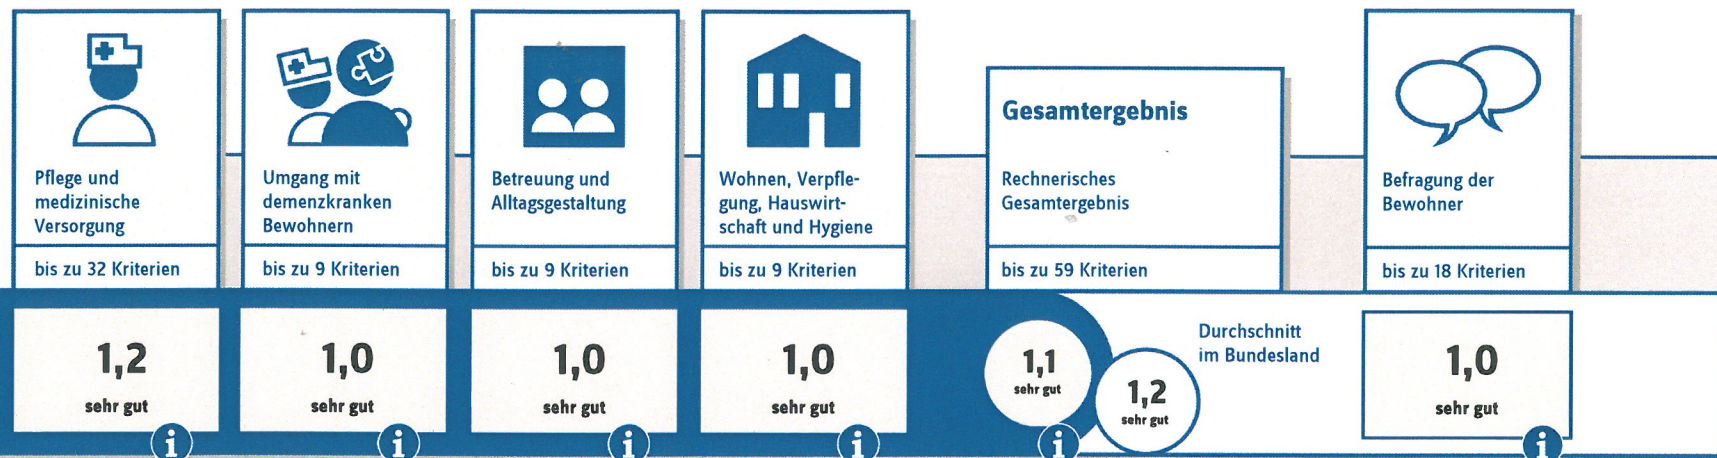 Pflege und
medizinische
Versorgung
bis zu 32 Kriterien
1,2
sehr gut
Umgang mit
demenzkranken
Bewohnern
bis zu 9 Kriterien
1,0
sehr gut
Betreuung und
Alltagsgestaltung
bis zu 9 Kriterien
1,0
sehr gut
Wohnen, Verpfle-
gung, Hauswirt-
schaft und Hygiene
bis zu 9 Kriterien
1,0
sehr gut
Gesamtergebnis
Rechnerisches
Gesamtergebnis
bis zu 59 Kriterien
1,1
sehr gut
Durchschnitt
im Bundesland
1,2
sehr gut
Befragung der
Bewohner
bis zu 18 Kriterien
1,0
sehr gut